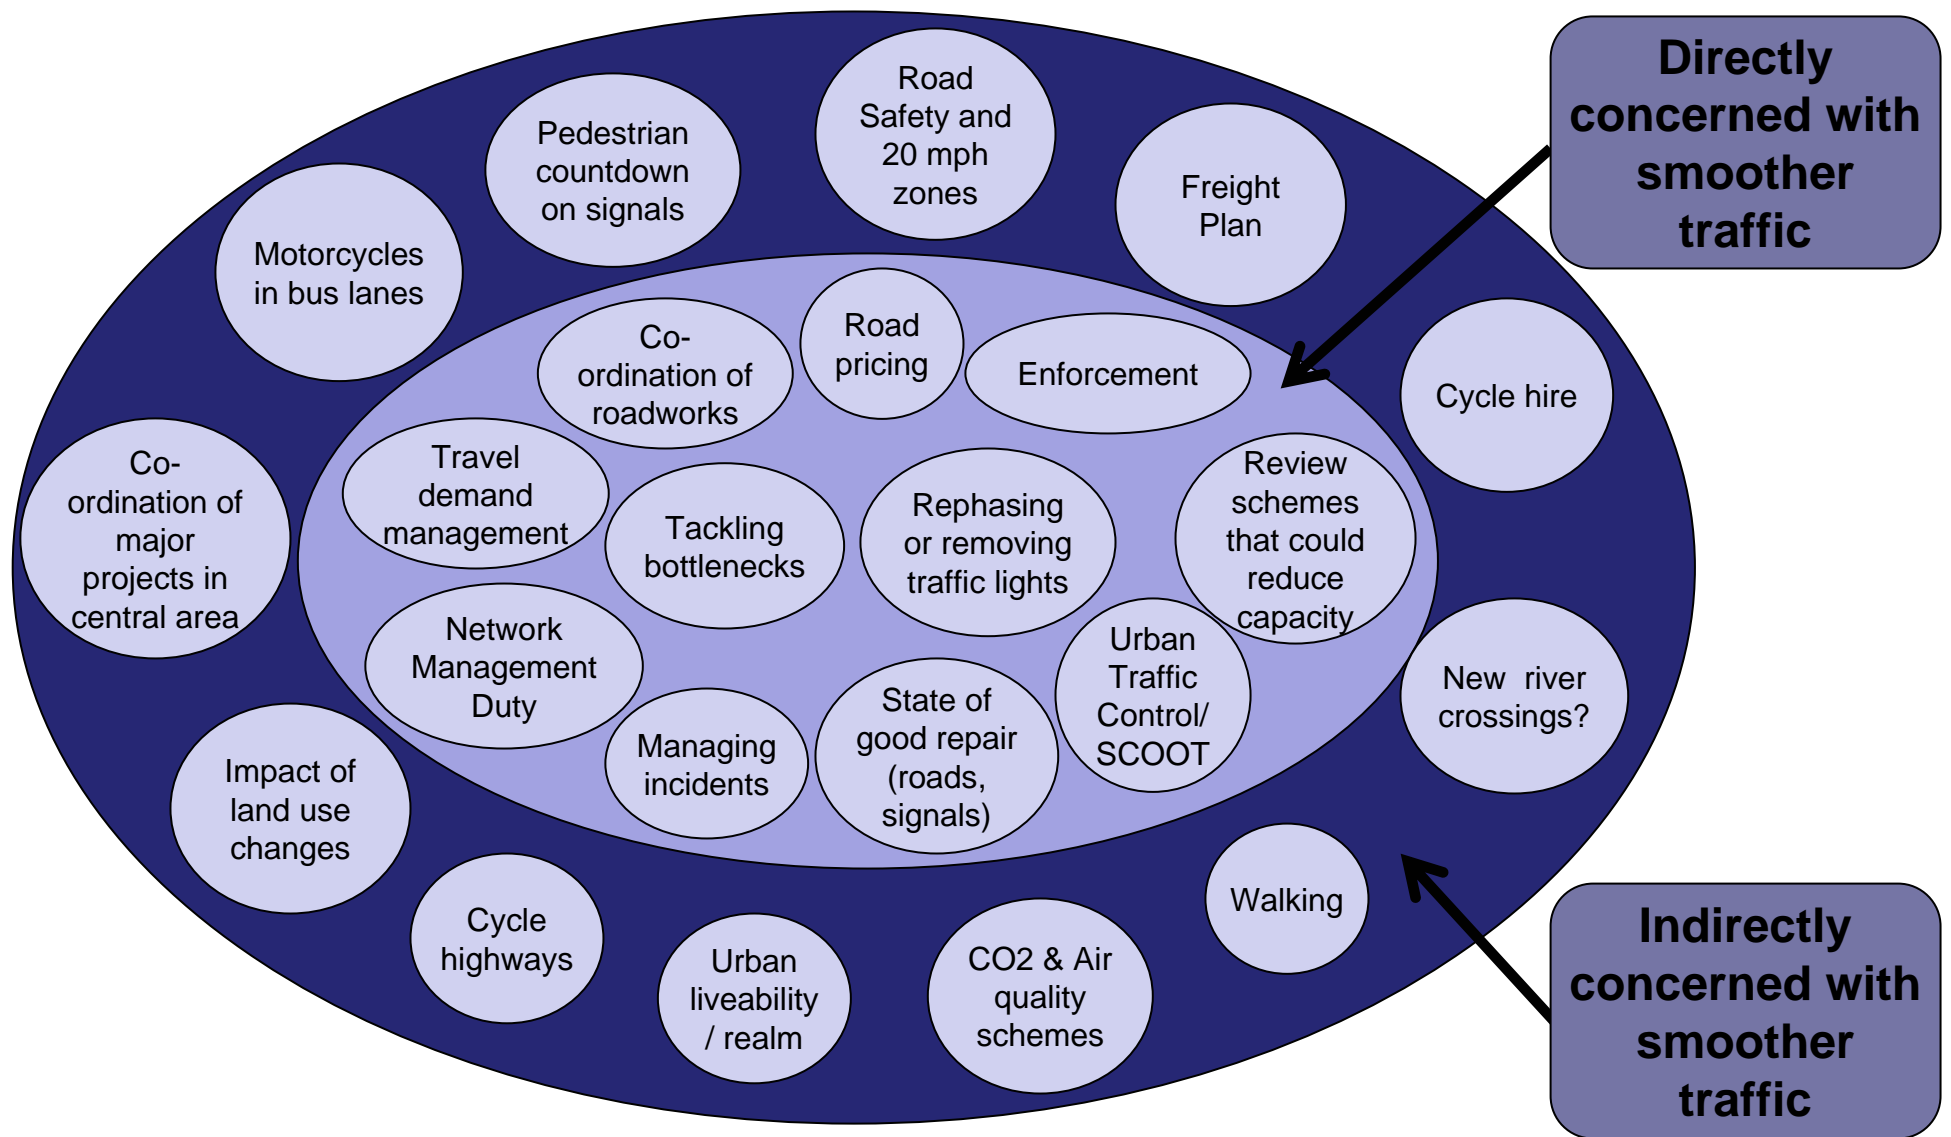 Directly
concerned with
smoother
traffic
Road
Safety and
20 mph
zones
Pedestrian
countdown
on signals
Freight
Plan
Motorcycles
in bus lanes
Road
pricing
Co-
ordination of
roadworks
Enforcement
Cycle hire
Travel
demand
management
Co-
ordination of
major
projects in
central area
Tackling
bottlenecks
Rephasing
or removing
traffic lights
Review
schemes
that could
reduce
capacity
Network
Management
Duty
Urban
Traffic
Control/
SCOOT
New river
crossings?
State of
good repair
(roads,
signals)
Managing
incidents
Impact of
land use
changes
Walking
Cycle
highways
Urban
liveability
/ realm
CO2 & Air
quality
schemes
Indirectly
concerned with
smoother
traffic